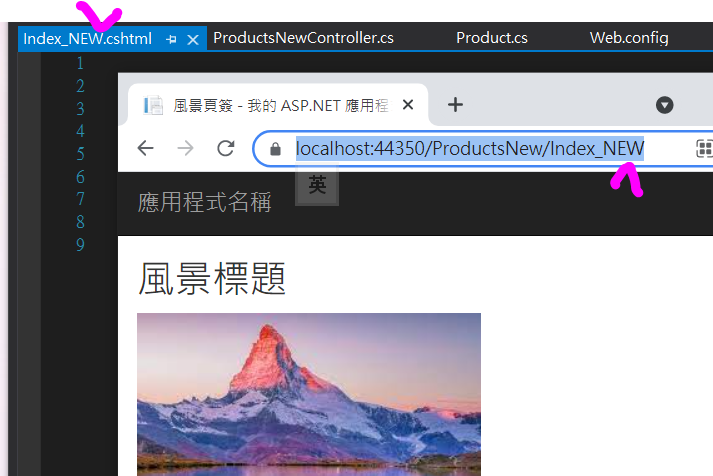 Index_NEW.cshtml ProductsNewController.cs Product.cs Web.config
1
2
3
4
5
6
7
8
9
風景頁簽 - 我的 ASP.NET 應用程
localhost:44350/ProductsNew/Index_NEW
英
應用程式名稱
風景標題